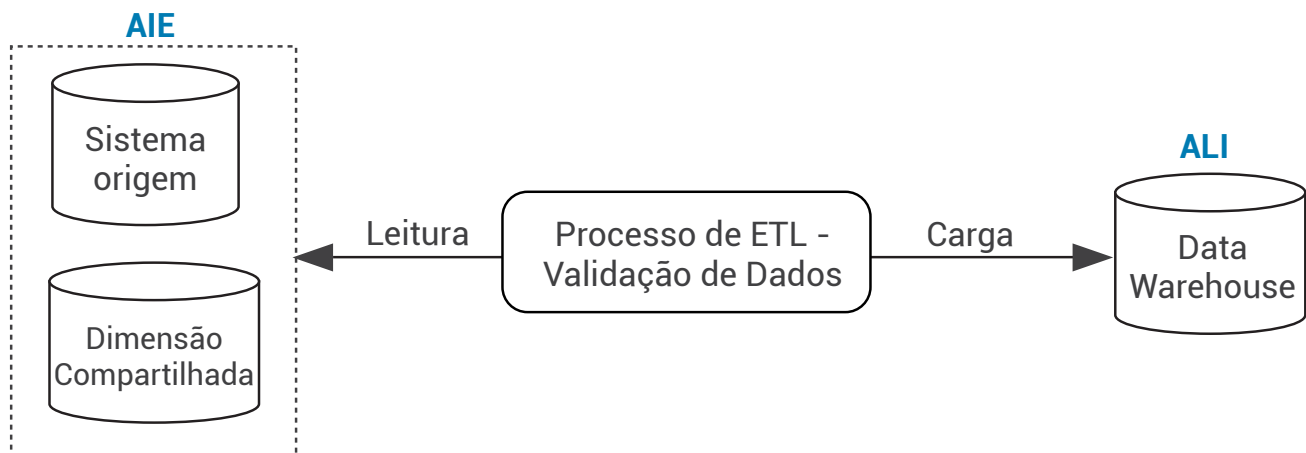 AIE
Sistema
origem
Dimensão
Compartilhada
Leitura
Processo de ETL -
Validação de Dados
Carga
ALI
Data
Warehouse